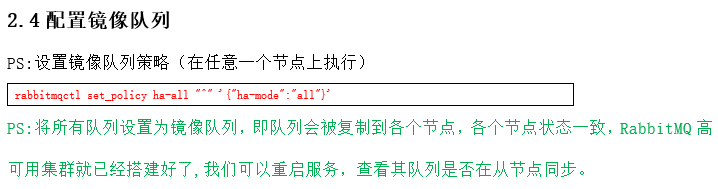 2.4 配置镜像队列
PS:设置镜像队列策略（在任意一个节点上执行）
rabbitmqctl set_policy ha-all "^" '{"ha-mode":"all"}'
PS:将所有队列设置为镜像队列，即队列会被复制到各个节点，各个节点状态一致，RabbitMQ 高
可用集群就已经搭建好了,我们可以重启服务，查看其队列是否在从节点同步。